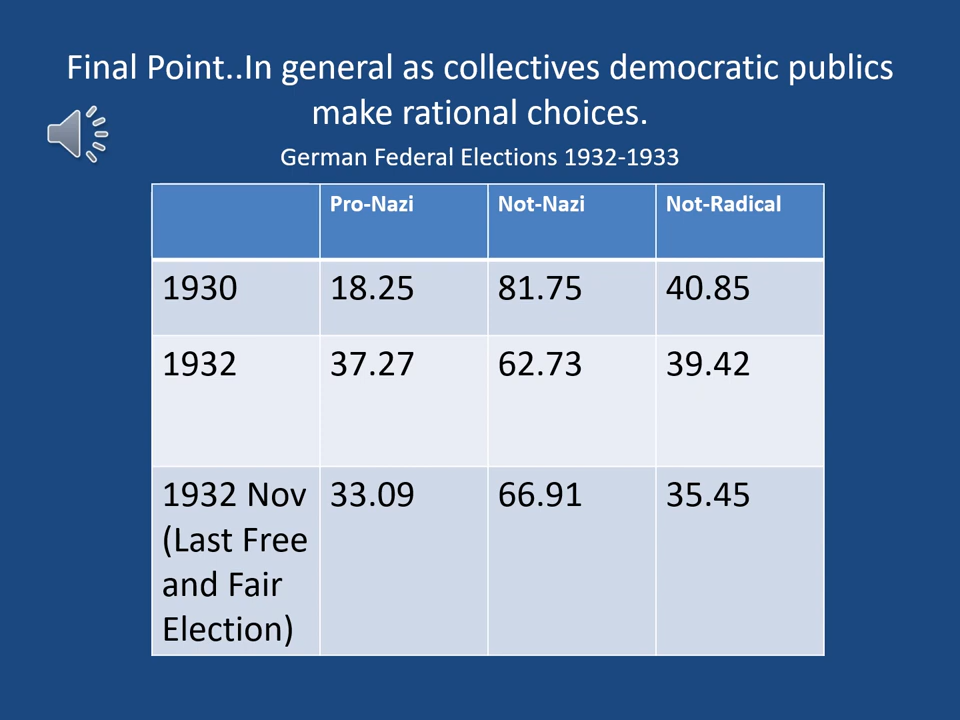 Final Point..In general as collectives democratic publics
make rational choices.
German Federal Elections 1932-1933
Pro-Nazi Not-Nazi Not-Radical
1930 18.25 81.75 40.85
1932 37.27 62.73 39.42
1932 Nov 33.09 66.91 35.45
(Last Free
and Fair
Election)